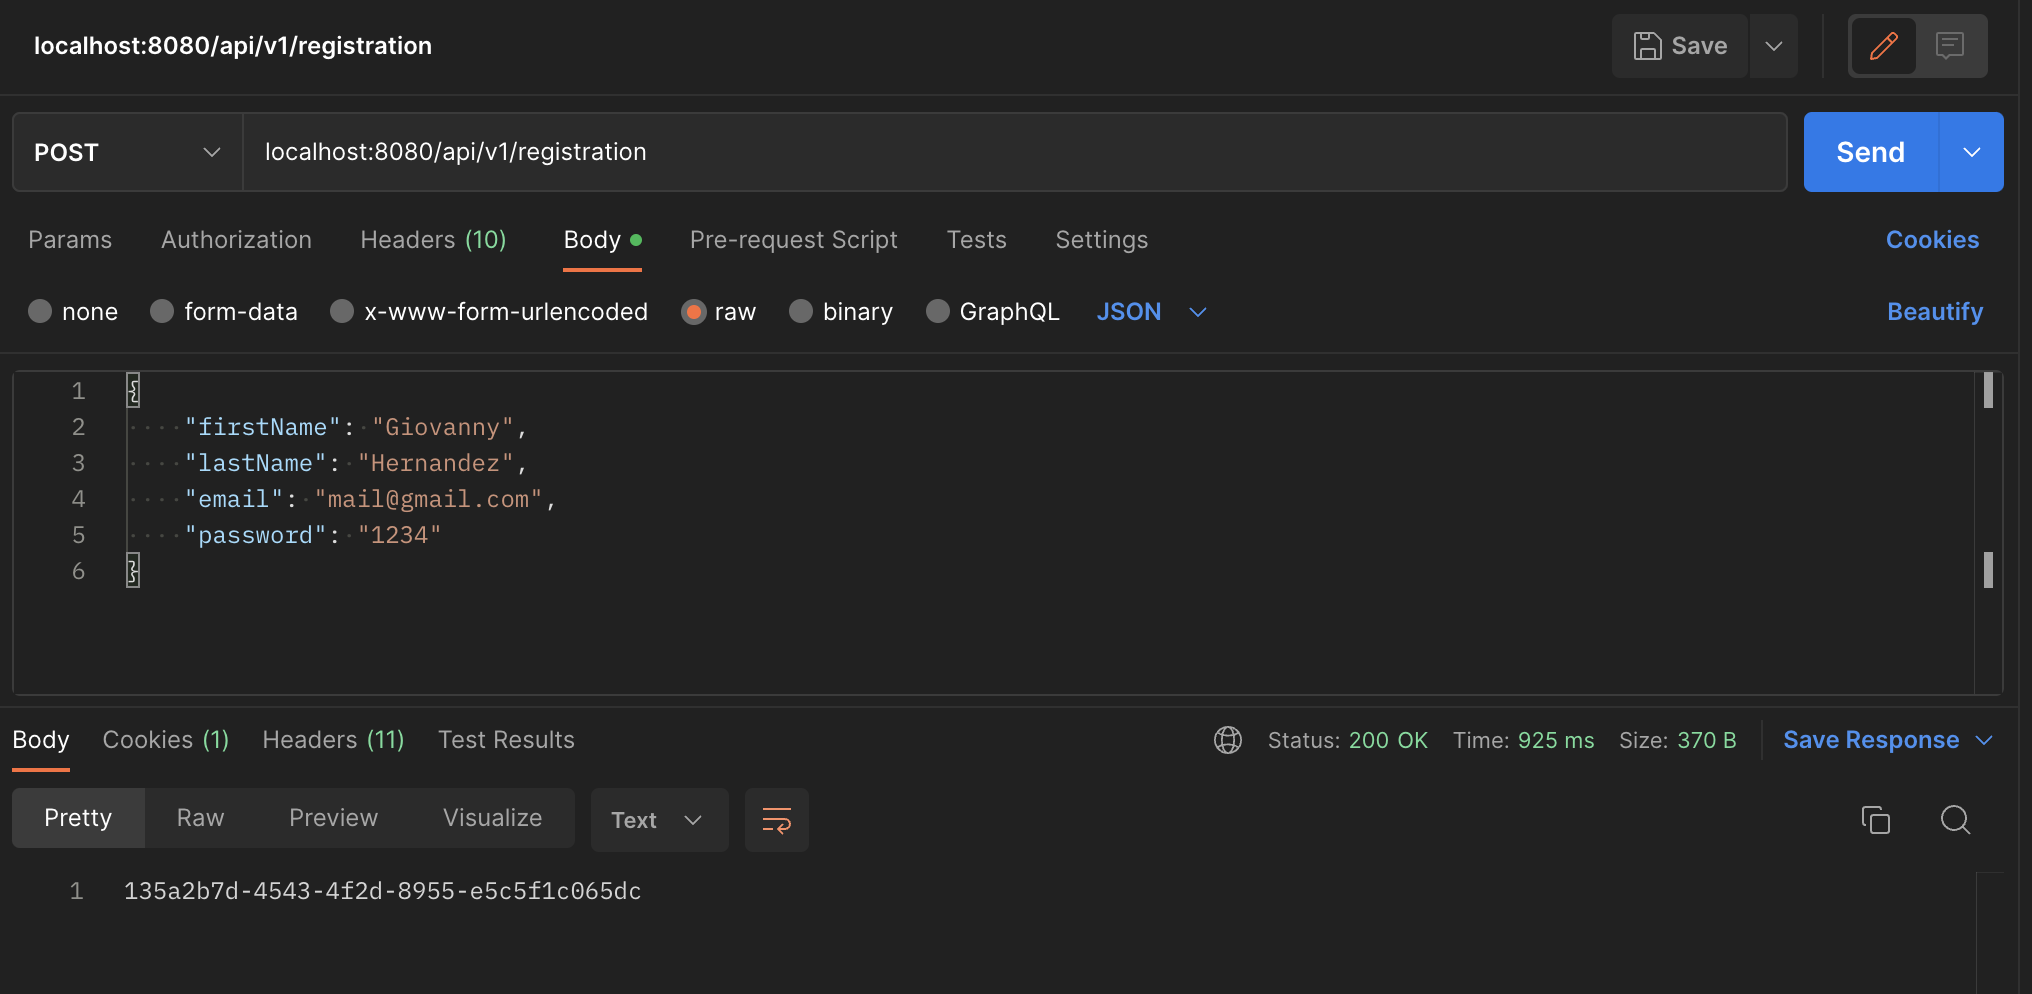 localhost:8080/api/v1/registration
Save
POST localhost:8080/api/v1/registration Send
Params Authorization Headers (10) Body Pre-request Script Tests Settings Cookies
none form-data x-www-form-urlencoded raw binary GraphQL JSON Beautify
1 {
2 "firstName": "Giovanny",
3 "lastName": "Hernandez",
4 "email": "mail@gmail.com",
5 "password": "1234"
6 }
Body Cookies (1) Headers (11) Test Results Status: 200 OK Time: 925 ms Size: 370 B Save Response
Pretty Raw Preview Visualize Text
1 135a2b7d-4543-4f2d-8955-e5c5f1c065dc